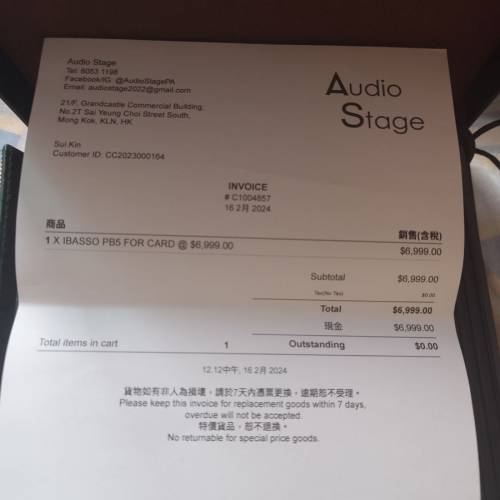 Audio Stage
Tel: 6053 1198
Facebook/IG: @AudioStagePA
Email: audiostage2022@gmail.com
21/F, Grandcastle Commercial Building,
No.2T Sai Yeung Choi Street South,
Mong Kok, KLN, HK
Audio
Stage
Sui Kin
Customer ID: CC2023000164
INVOICE
# C1004857
16 2月 2024
商品 銷售(含稅)
1 X IBASSO PB5 FOR CARD @ $6,999.00 $6,999.00
Subtotal $6,999.00
Tax(No Tax) $0.00
Total $6,999.00
現金 $6,999.00
Total items in cart 1 Outstanding $0.00
12.12中午, 16 2月 2024
貨物如有非人為損壞，請於7天內憑票更換，逾期恕不受理。
Please keep this invoice for replacement goods within 7 days,
overdue will not be accepted.
特價貨品，恕不退換。
No returnable for special price goods.